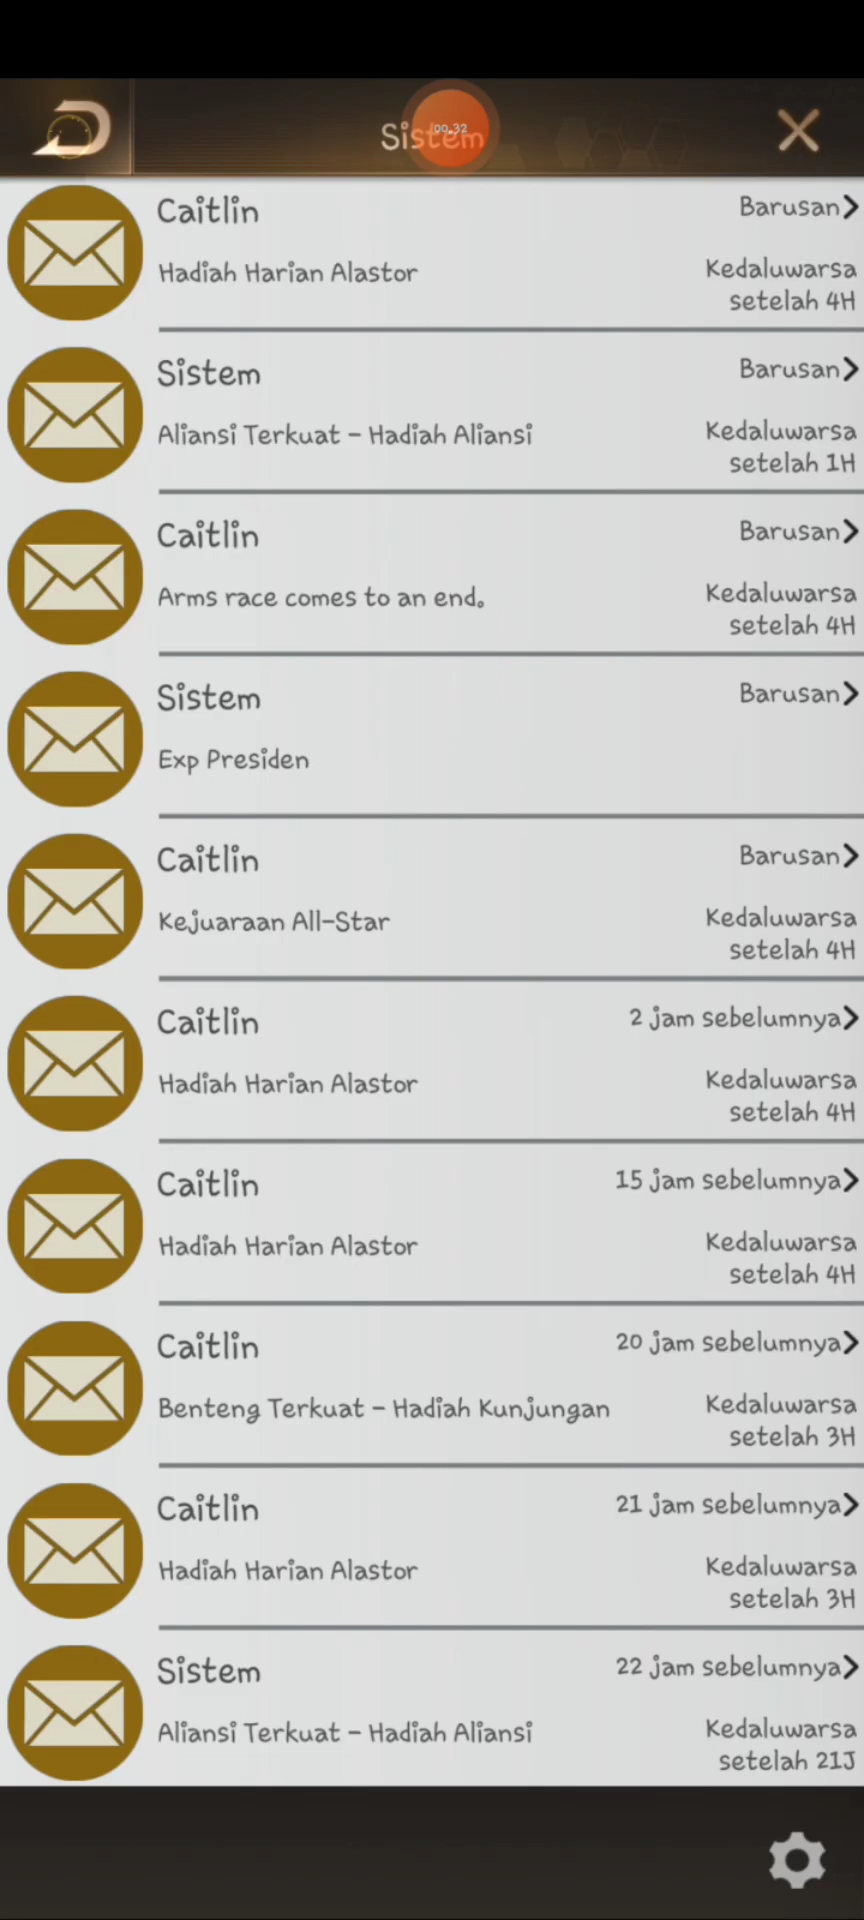 Sistem
00.32
Caitlin
Barusan
Hadiah Harian Alastor
Kedaluwarsa
setelah 4H
Sistem
Barusan
Aliansi Terkuat - Hadiah Aliansi
Kedaluwarsa
setelah 1H
Caitlin
Barusan
Arms race comes to an end。
Kedaluwarsa
setelah 4H
Sistem
Barusan
Exp Presiden
Caitlin
Barusan
Kejuaraan All-Star
Kedaluwarsa
setelah 4H
Caitlin
2 jam sebelumnya
Hadiah Harian Alastor
Kedaluwarsa
setelah 4H
Caitlin
15 jam sebelumnya
Hadiah Harian Alastor
Kedaluwarsa
setelah 4H
Caitlin
20 jam sebelumnya
Benteng Terkuat - Hadiah Kunjungan
Kedaluwarsa
setelah 3H
Caitlin
21 jam sebelumnya
Hadiah Harian Alastor
Kedaluwarsa
setelah 3H
Sistem
22 jam sebelumnya
Aliansi Terkuat - Hadiah Aliansi
Kedaluwarsa
setelah 21J